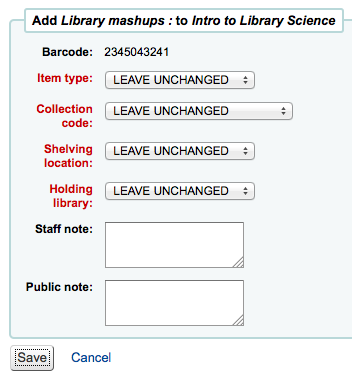 Add Library mashups : to Intro to Library Science
Barcode: 2345043241
Item type: LEAVE UNCHANGED
Collection code: LEAVE UNCHANGED
Shelving location: LEAVE UNCHANGED
Holding library: LEAVE UNCHANGED
Staff note:
Public note:
Save Cancel